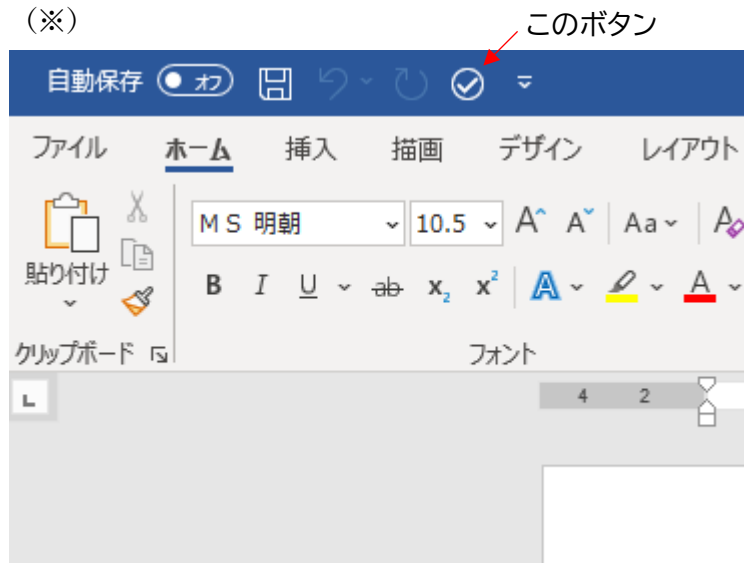 （※）
このボタン
自動保存 オフ
ファイル ホーム 挿入 描画 デザイン レイアウト
ＭＳ 明朝 10.5 A A Aa A
貼り付け
B I U ab x₂ x² A A
クリップボード フォント
L 4 2